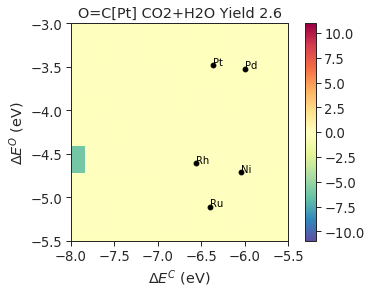 O=C[Pt] CO2+H2O Yield 2.6
−3.0
−3.5
−4.0
−4.5
−5.0
−5.5
ΔE^O (eV)
Pt
Pd
Rh
Ni
Ru
−8.0 −7.5 −7.0 −6.5 −6.0 −5.5
ΔE^C (eV)
10.0
7.5
5.0
2.5
0.0
−2.5
−5.0
−7.5
−10.0